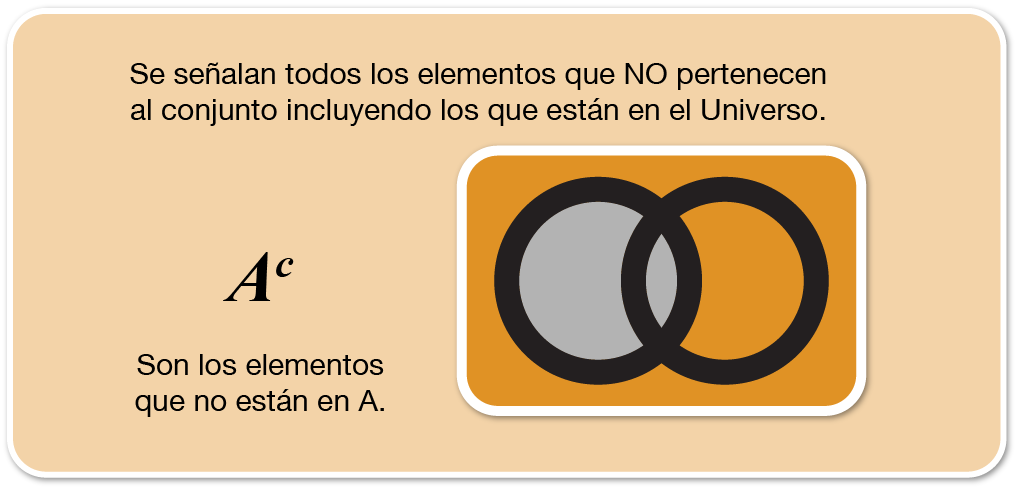 Se señalan todos los elementos que NO pertenecen
al conjunto incluyendo los que están en el Universo.
Aᶜ
Son los elementos
que no están en A.